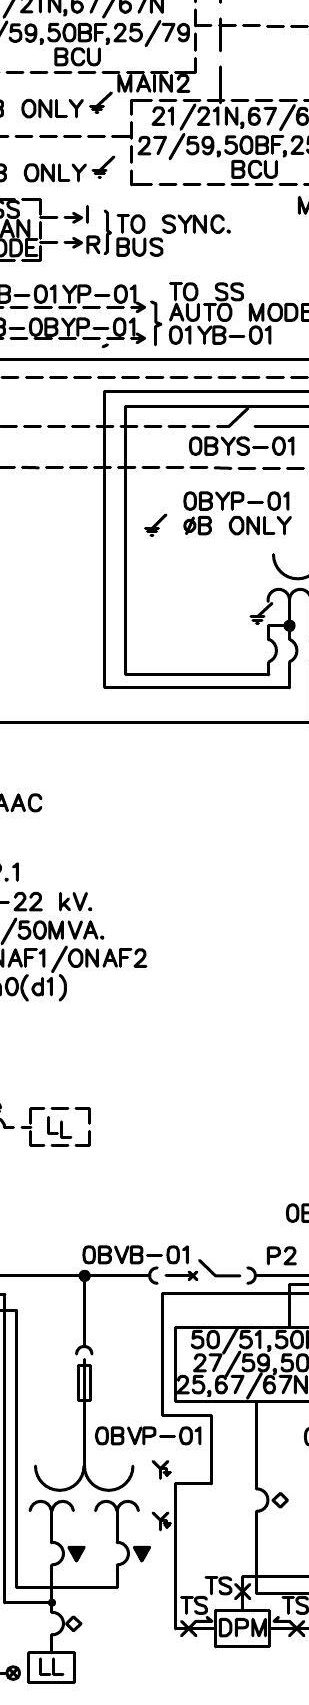 /21N,67/67N
/59,50BF,25/79
BCU
MAIN2
B ONLY
21/21N,67/6
27/59,50BF,25
BCU
B ONLY
SS
AN
ODE
I
R
TO SYNC.
BUS
M
B-01YP-01
B-0BYP-01
TO SS
AUTO MODE
01YB-01
0BYS-01
0BYP-01
ØB ONLY
AAC
P.1
-22 kV.
/50MVA.
NAF1/ONAF2
n0(d1)
LL
0B
0BVB-01
P2
50/51,50
27/59,50
25,67/67N
0BVP-01
TS
TS
TS
DPM
LL